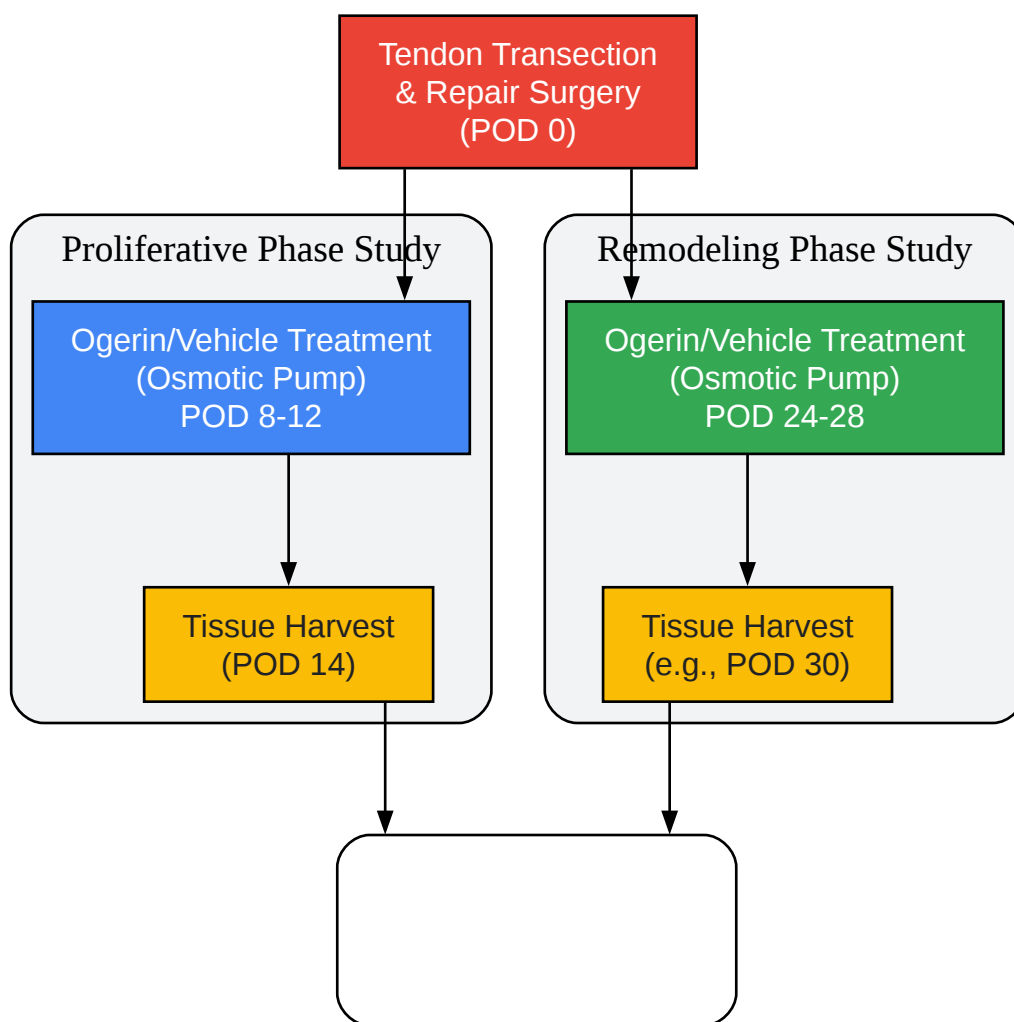 Tendon Transection
& Repair Surgery
(POD 0)
Proliferative Phase Study
Ogerin/Vehicle Treatment
(Osmotic Pump)
POD 8-12
Tissue Harvest
(POD 14)
Remodeling Phase Study
Ogerin/Vehicle Treatment
(Osmotic Pump)
POD 24-28
Tissue Harvest
(e.g., POD 30)